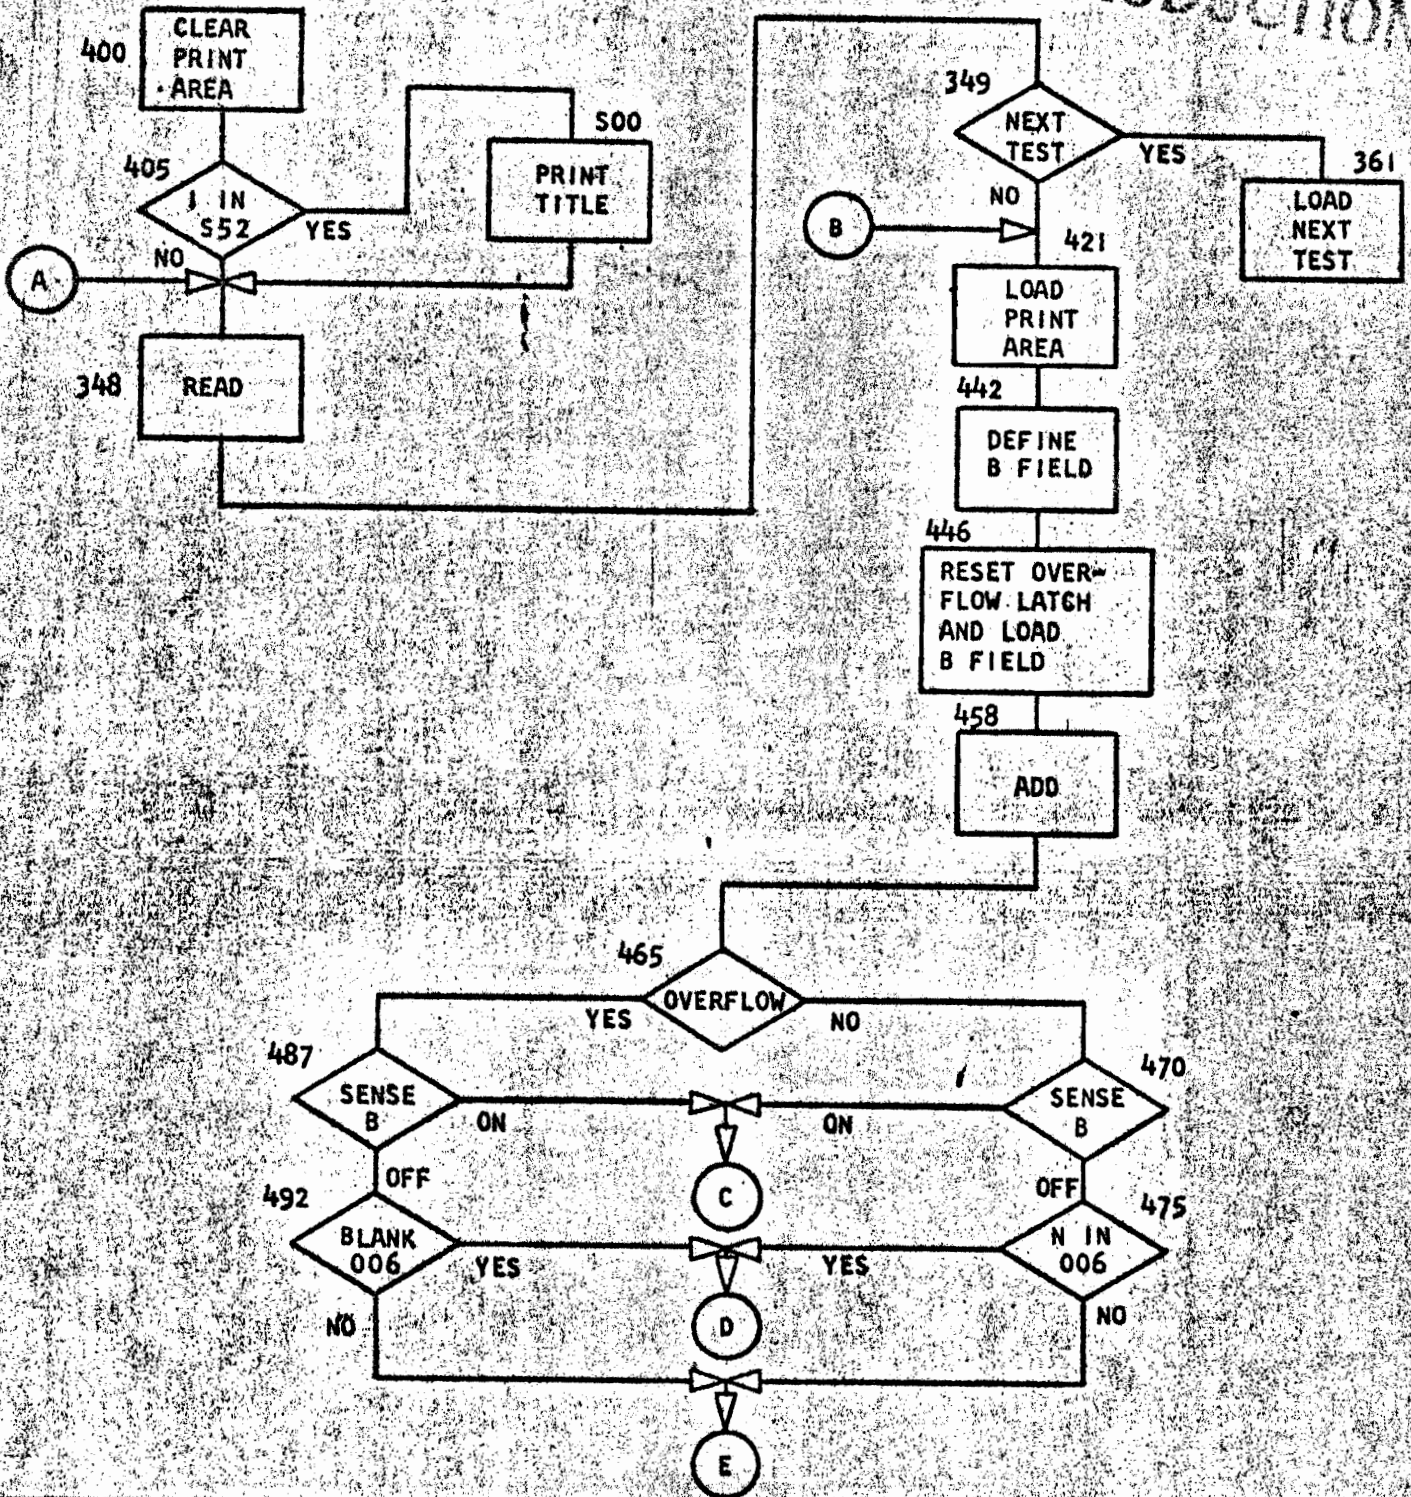 400
CLEAR
PRINT
AREA
405
1 IN
S52
YES
NO
500
PRINT
TITLE
A
348
READ
349
NEXT
TEST
YES
NO
361
LOAD
NEXT
TEST
B
421
LOAD
PRINT
AREA
442
DEFINE
B FIELD
446
RESET OVER-
FLOW LATCH
AND LOAD
B FIELD
458
ADD
465
OVERFLOW
YES
NO
487
SENSE
B
ON
OFF
470
SENSE
B
ON
OFF
C
492
BLANK
006
YES
NO
475
N IN
006
YES
NO
D
E